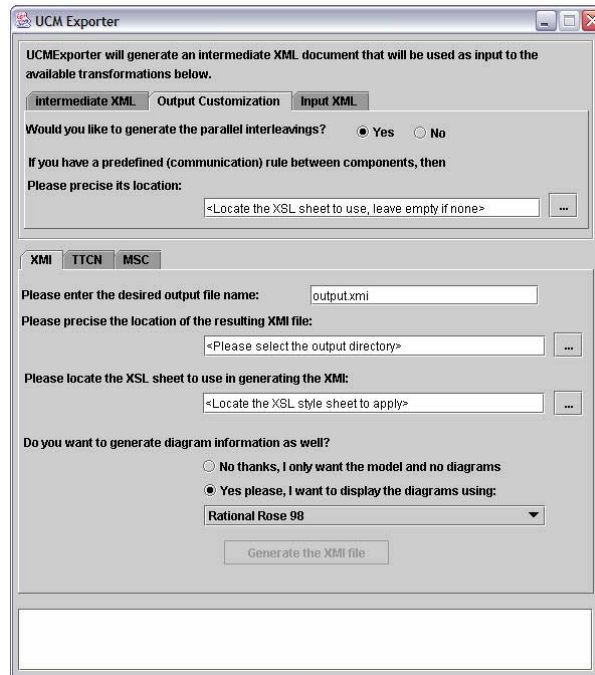 UCM Exporter
UCMExporter will generate an intermediate XML document that will be used as input to the
available transformations below.
intermediate XML Output Customization Input XML
Would you like to generate the parallel interleavings? Yes No
If you have a predefined (communication) rule between components, then
Please precise its location:
<Locate the XSL sheet to use, leave empty if none> ...
XMI TTCN MSC
Please enter the desired output file name: output.xmi
Please precise the location of the resulting XMI file:
<Please select the output directory> ...
Please locate the XSL sheet to use in generating the XMI:
<Locate the XSL style sheet to apply> ...
Do you want to generate diagram information as well?
No thanks, I only want the model and no diagrams
Yes please, I want to display the diagrams using:
Rational Rose 98
Generate the XMI file